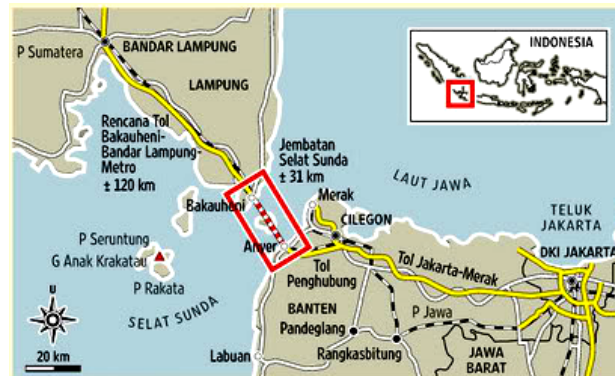 BANDAR LAMPUNG
P Sumatera
LAMPUNG
Rencana Tol
Bakauheni-
Bandar Lampung-
Metro
± 120 km
Jembatan
Selat Sunda
± 31 km
INDONESIA
LAUT JAWA
Bakauheni
Merak
CILEGON
TELUK
JAKARTA
DKI JAKARTA
P Seruntung
G Anak Krakatau
P Rakata
Anyer
Tol
Penghubung
Tol Jakarta-Merak
SELAT SUNDA
BANTEN
Pandeglang
P Jawa
U
20 km
Labuan
Rangkasbitung
JAWA
BARAT